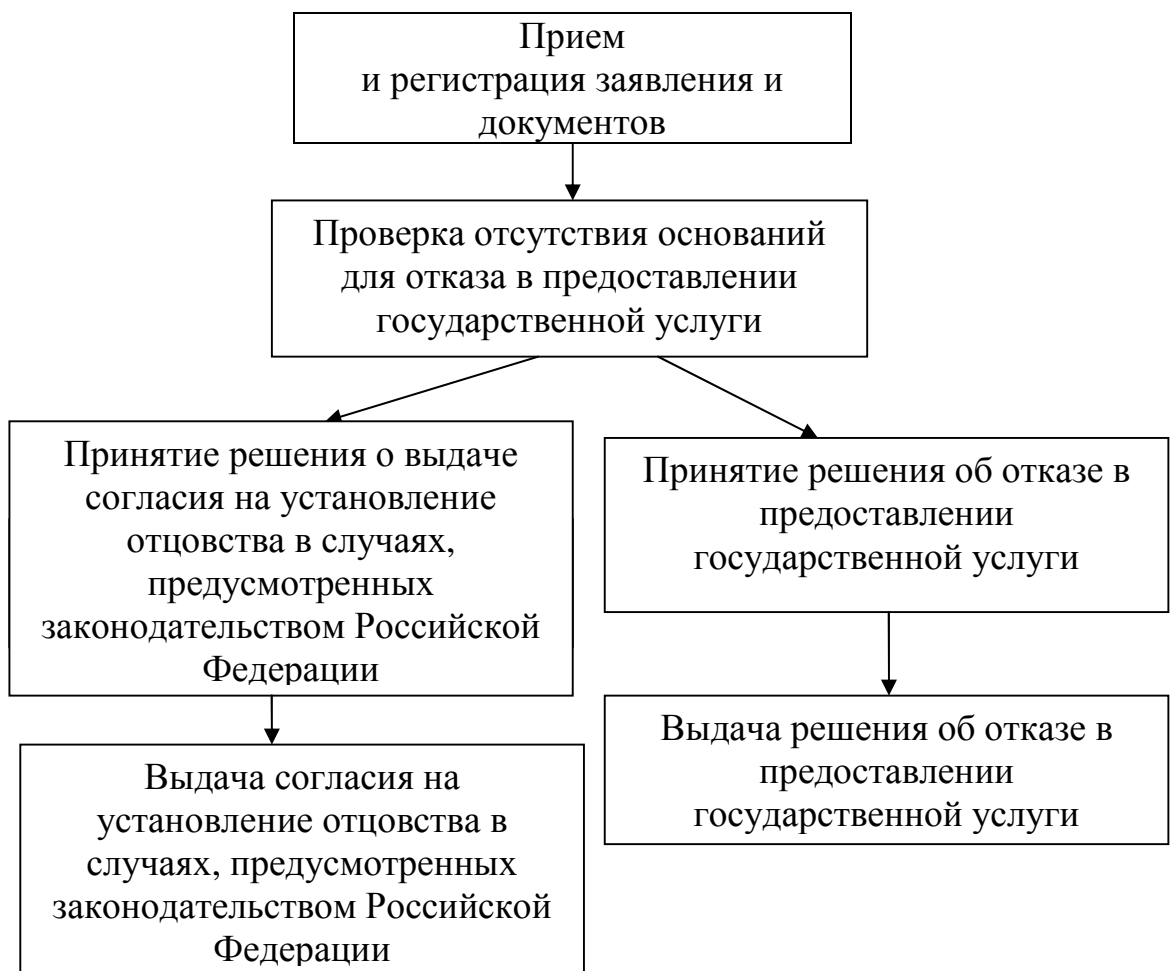 Прием
и регистрация заявления и
документов
Проверка отсутствия оснований
для отказа в предоставлении
государственной услуги
Принятие решения о выдаче
согласия на установление
отцовства в случаях,
предусмотренных
законодательством Российской
Федерации
Принятие решения об отказе в
предоставлении
государственной услуги
Выдача согласия на
установление отцовства в
случаях, предусмотренных
законодательством Российской
Федерации
Выдача решения об отказе в
предоставлении
государственной услуги